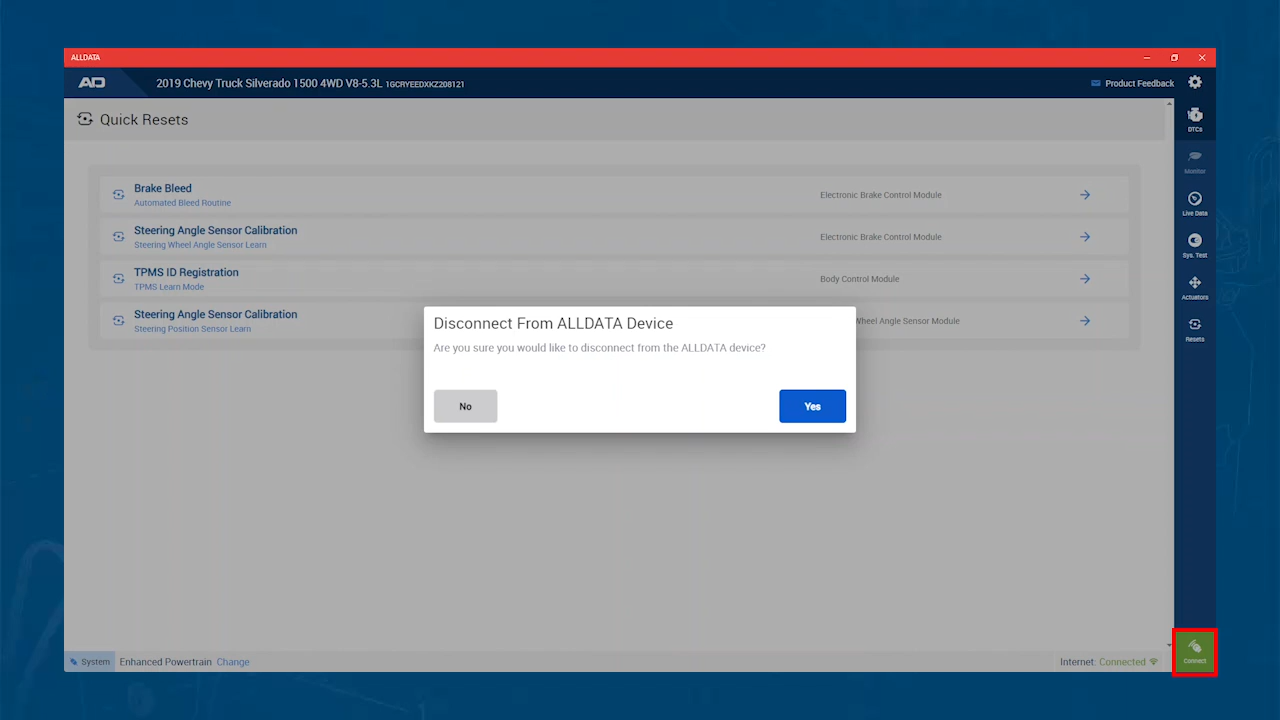 ALLDATA
AD
2019 Chevy Truck Silverado 1500 4WD V8-5.3L 1GCRYEEDXKZ208121
Product Feedback
Quick Resets
DTCs
Monitor
Live Data
Sys. Test
Actuators
Resets
Brake Bleed
Automated Bleed Routine
Electronic Brake Control Module
Steering Angle Sensor Calibration
Steering Wheel Angle Sensor Learn
Electronic Brake Control Module
TPMS ID Registration
TPMS Learn Mode
Body Control Module
Steering Angle Sensor Calibration
Steering Position Sensor Learn
Wheel Angle Sensor Module
Disconnect From ALLDATA Device
Are you sure you would like to disconnect from the ALLDATA device?
No
Yes
System
Enhanced Powertrain Change
Internet: Connected
Connect